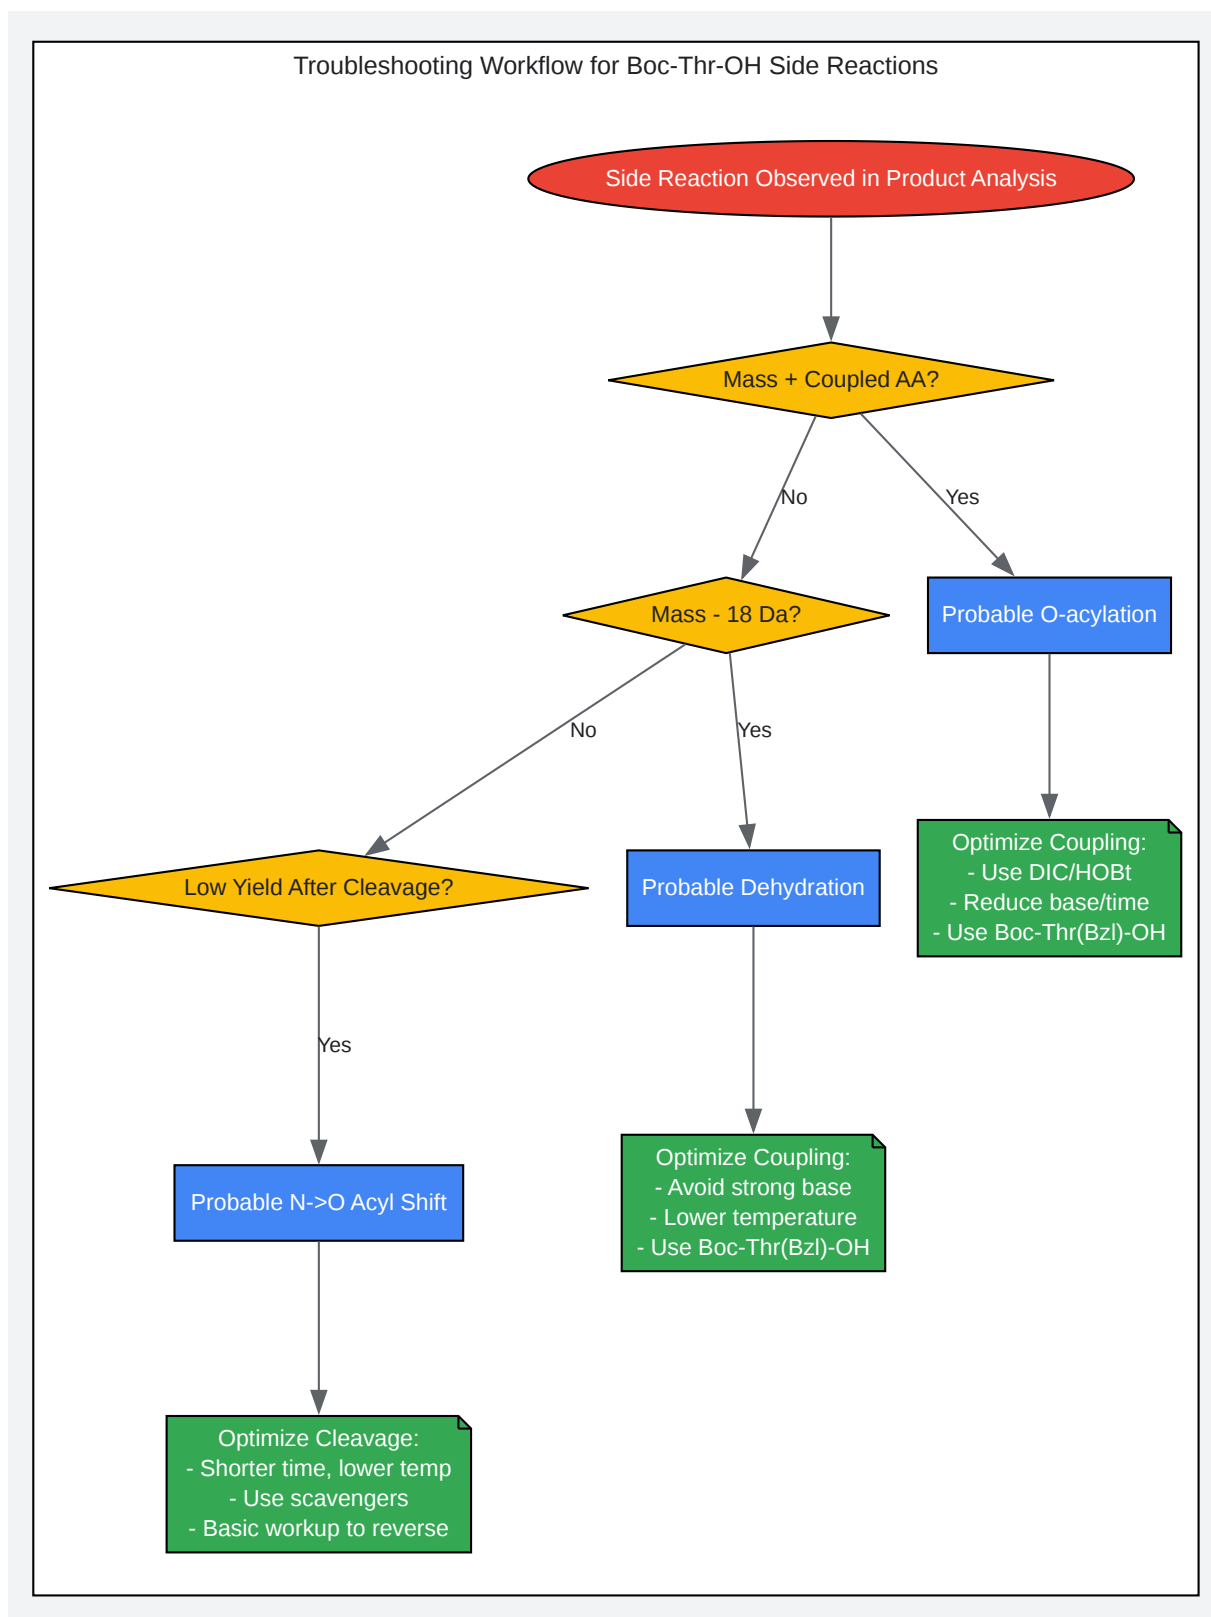 Troubleshooting Workflow for Boc-Thr-OH Side Reactions
Side Reaction Observed in Product Analysis
Mass + Coupled AA?
No
Yes
Mass - 18 Da?
Probable O-acylation
No
Yes
Optimize Coupling:
- Use DIC/HOBt
- Reduce base/time
- Use Boc-Thr(Bzl)-OH
Low Yield After Cleavage?
Probable Dehydration
Yes
Optimize Coupling:
- Avoid strong base
- Lower temperature
- Use Boc-Thr(Bzl)-OH
Probable N->O Acyl Shift
Optimize Cleavage:
- Shorter time, lower temp
- Use scavengers
- Basic workup to reverse